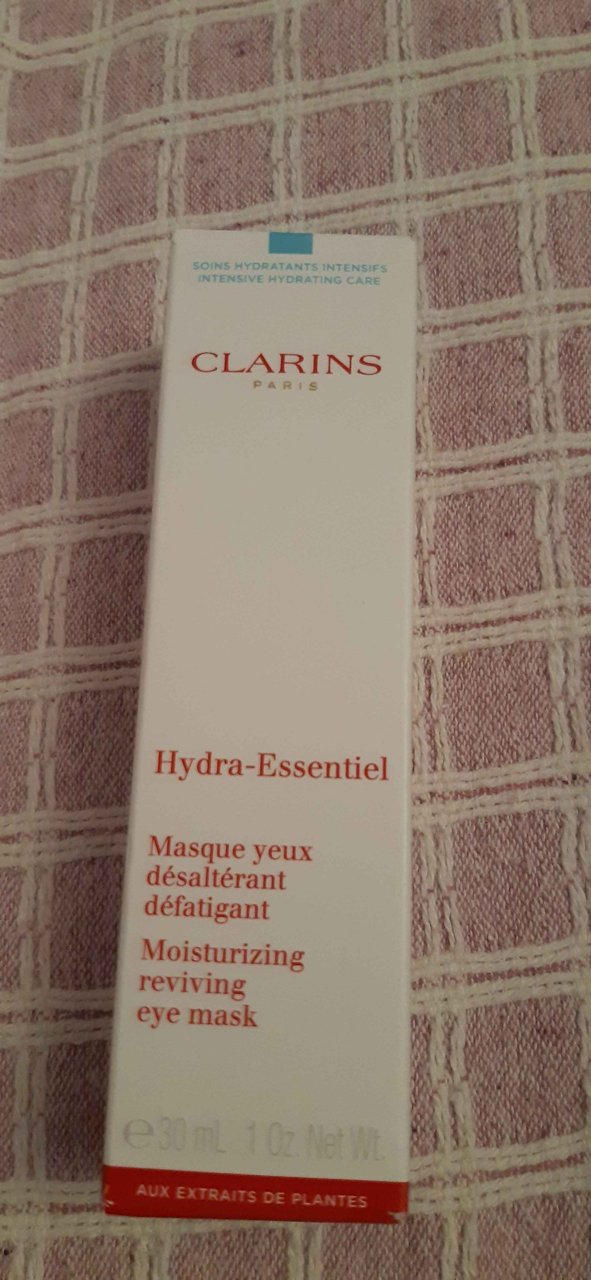 SOINS HYDRATANTS INTENSIFS
INTENSIVE HYDRATING CARE
CLARINS
PARIS
Hydra-Essentiel
Masque yeux
désaltérant
défatigant
Moisturizing
reviving
eye mask
℮ 30 mL 1 Oz. Net Wt.
AUX EXTRAITS DE PLANTES